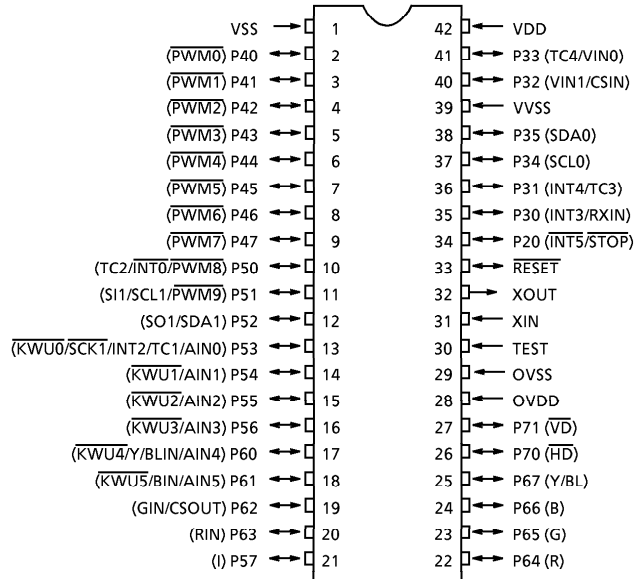 VSS 1 42 VDD
(PWM0) P40 2 41 P33 (TC4/VIN0)
(PWM1) P41 3 40 P32 (VIN1/CSIN)
(PWM2) P42 4 39 VVSS
(PWM3) P43 5 38 P35 (SDA0)
(PWM4) P44 6 37 P34 (SCL0)
(PWM5) P45 7 36 P31 (INT4/TC3)
(PWM6) P46 8 35 P30 (INT3/RXIN)
(PWM7) P47 9 34 P20 (INT5/STOP)
(TC2/INT0/PWM8) P50 10 33 RESET
(SI1/SCL1/PWM9) P51 11 32 XOUT
(SO1/SDA1) P52 12 31 XIN
(KWU0/SCK1/INT2/TC1/AIN0) P53 13 30 TEST
(KWU1/AIN1) P54 14 29 OVSS
(KWU2/AIN2) P55 15 28 OVDD
(KWU3/AIN3) P56 16 27 P71 (VD)
(KWU4/Y/BLIN/AIN4) P60 17 26 P70 (HD)
(KWU5/BIN/AIN5) P61 18 25 P67 (Y/BL)
(GIN/CSOUT) P62 19 24 P66 (B)
(RIN) P63 20 23 P65 (G)
(I) P57 21 22 P64 (R)